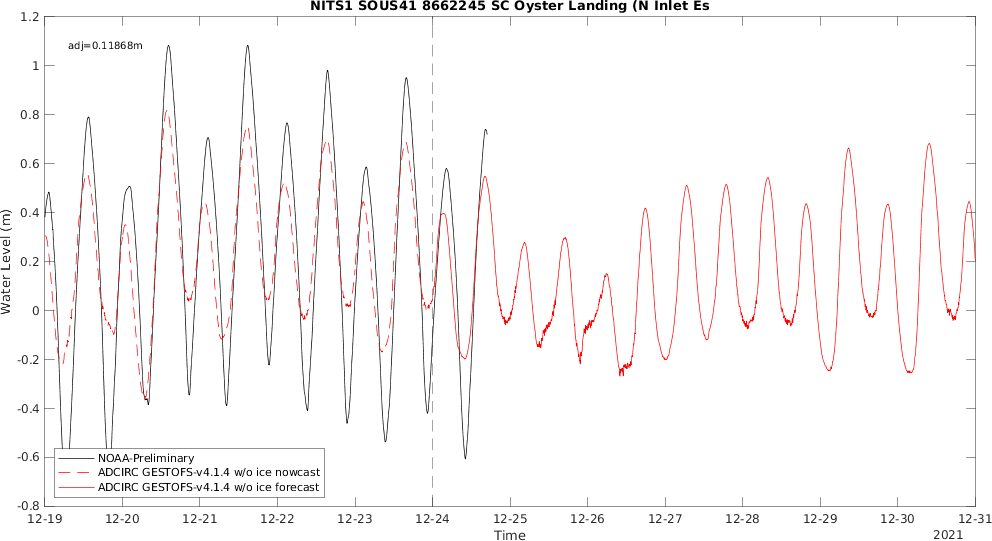 NITS1 SOUS41 8662245 SC Oyster Landing (N Inlet Es
adj=0.11868m
Water Level (m)
1.2
1
0.8
0.6
0.4
0.2
0
-0.2
-0.4
-0.6
-0.8
NOAA-Preliminary
ADCIRC GESTOFS-v4.1.4 w/o ice nowcast
ADCIRC GESTOFS-v4.1.4 w/o ice forecast
12-19 12-20 12-21 12-22 12-23 12-24 12-25 12-26 12-27 12-28 12-29 12-30 12-31
Time
2021